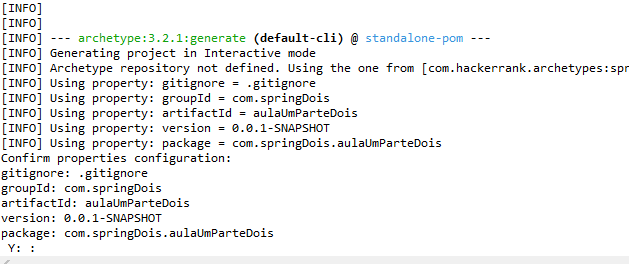 [INFO]
[INFO]
[INFO] --- archetype:3.2.1:generate (default-cli) @ standalone-pom ---
[INFO] Generating project in Interactive mode
[INFO] Archetype repository not defined. Using the one from [com.hackerrank.archetypes:spr
[INFO] Using property: gitignore = .gitignore
[INFO] Using property: groupId = com.springDois
[INFO] Using property: artifactId = aulaUmParteDois
[INFO] Using property: version = 0.0.1-SNAPSHOT
[INFO] Using property: package = com.springDois.aulaUmParteDois
Confirm properties configuration:
gitignore: .gitignore
groupId: com.springDois
artifactId: aulaUmParteDois
version: 0.0.1-SNAPSHOT
package: com.springDois.aulaUmParteDois
Y: :